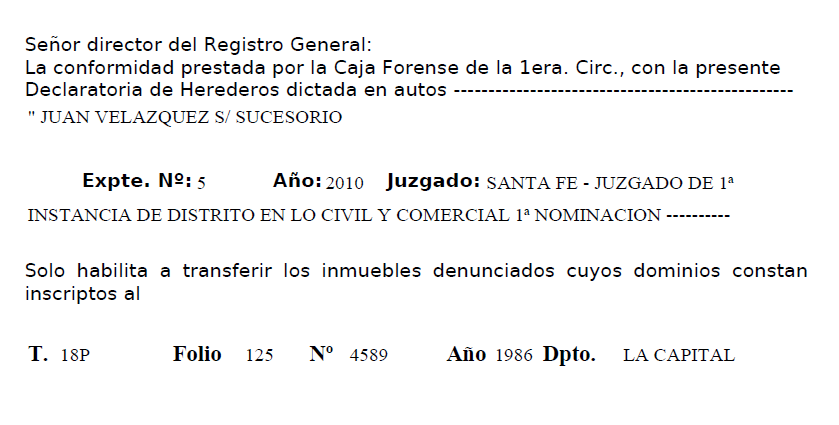 Señor director del Registro General:
La conformidad prestada por la Caja Forense de la 1era. Circ., con la presente
Declaratoria de Herederos dictada en autos -------------------------------------------------
" JUAN VELAZQUEZ S/ SUCESORIO
Expte. Nº: 5 Año: 2010 Juzgado: SANTA FE - JUZGADO DE 1ª
INSTANCIA DE DISTRITO EN LO CIVIL Y COMERCIAL 1ª NOMINACION ----------
Solo habilita a transferir los inmuebles denunciados cuyos dominios constan
inscriptos al
T. 18P Folio 125 Nº 4589 Año 1986 Dpto. LA CAPITAL